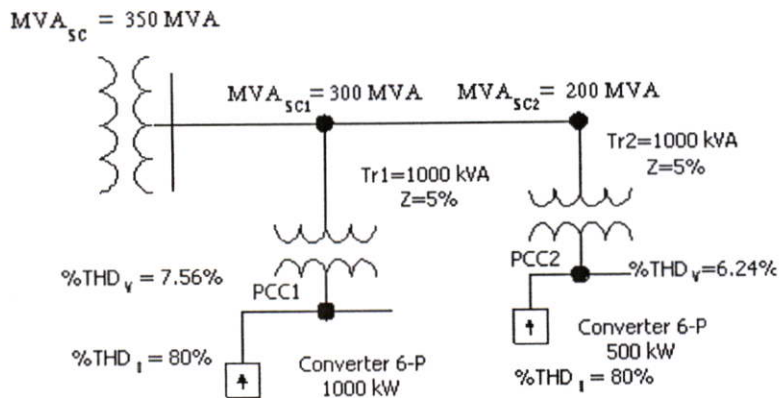 MVA_SC = 350 MVA
MVA_SC1 = 300 MVA
MVA_SC2 = 200 MVA
Tr1=1000 kVA
Z=5%
Tr2=1000 kVA
Z=5%
%THD_V = 7.56%
PCC1
PCC2
%THD_V=6.24%
%THD_I = 80%
Converter 6-P
1000 kW
Converter 6-P
500 kW
%THD_I = 80%